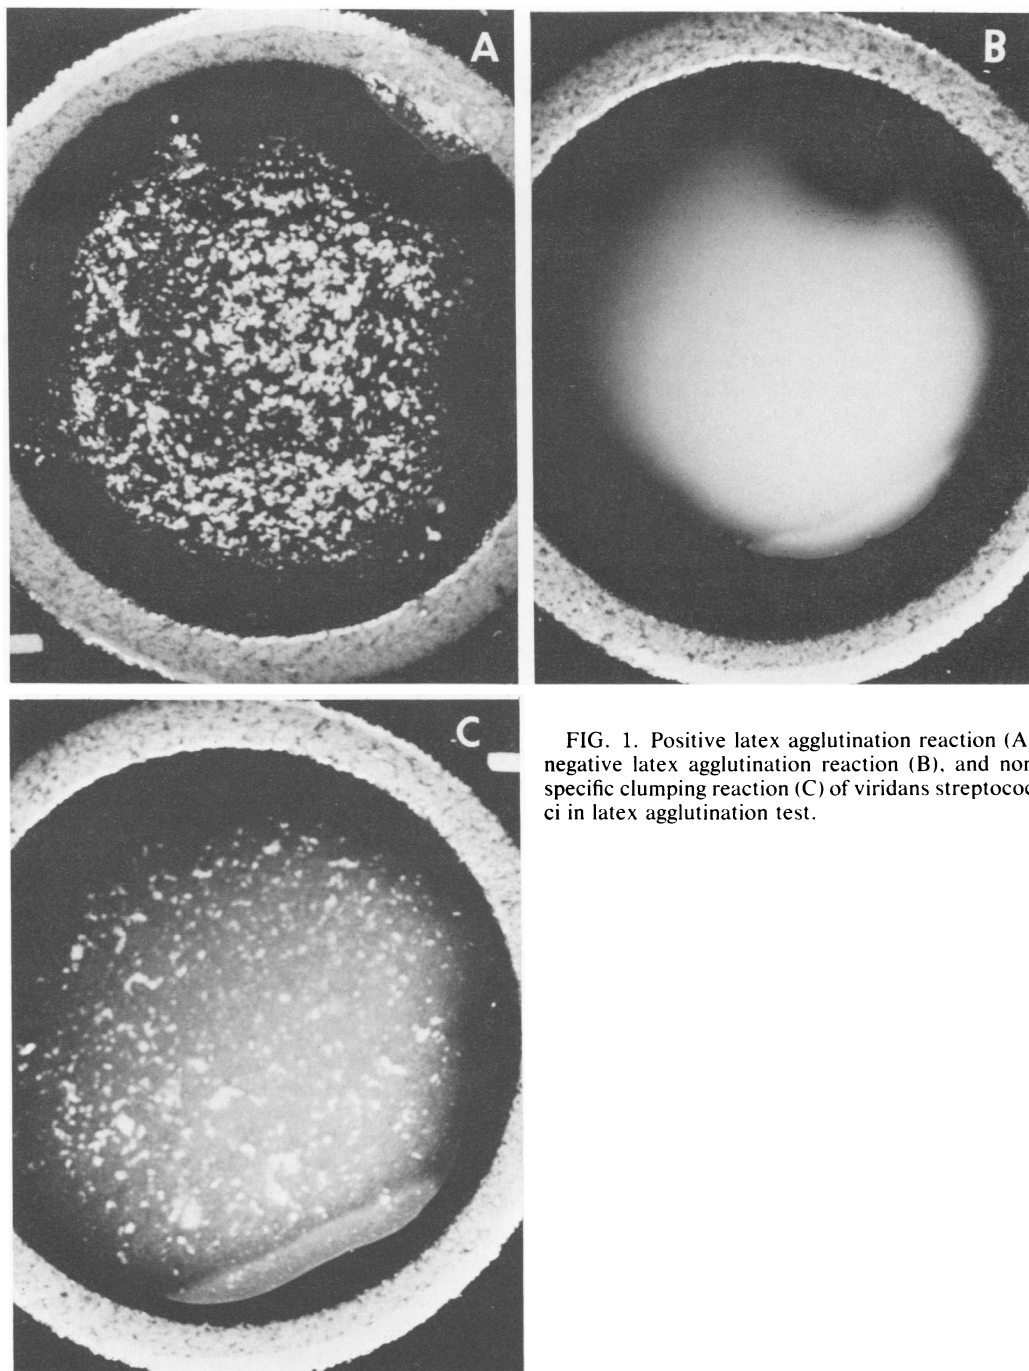 A
B
C
FIG. 1. Positive latex agglutination reaction (A
negative latex agglutination reaction (B), and non
specific clumping reaction (C) of viridans streptococ
ci in latex agglutination test.